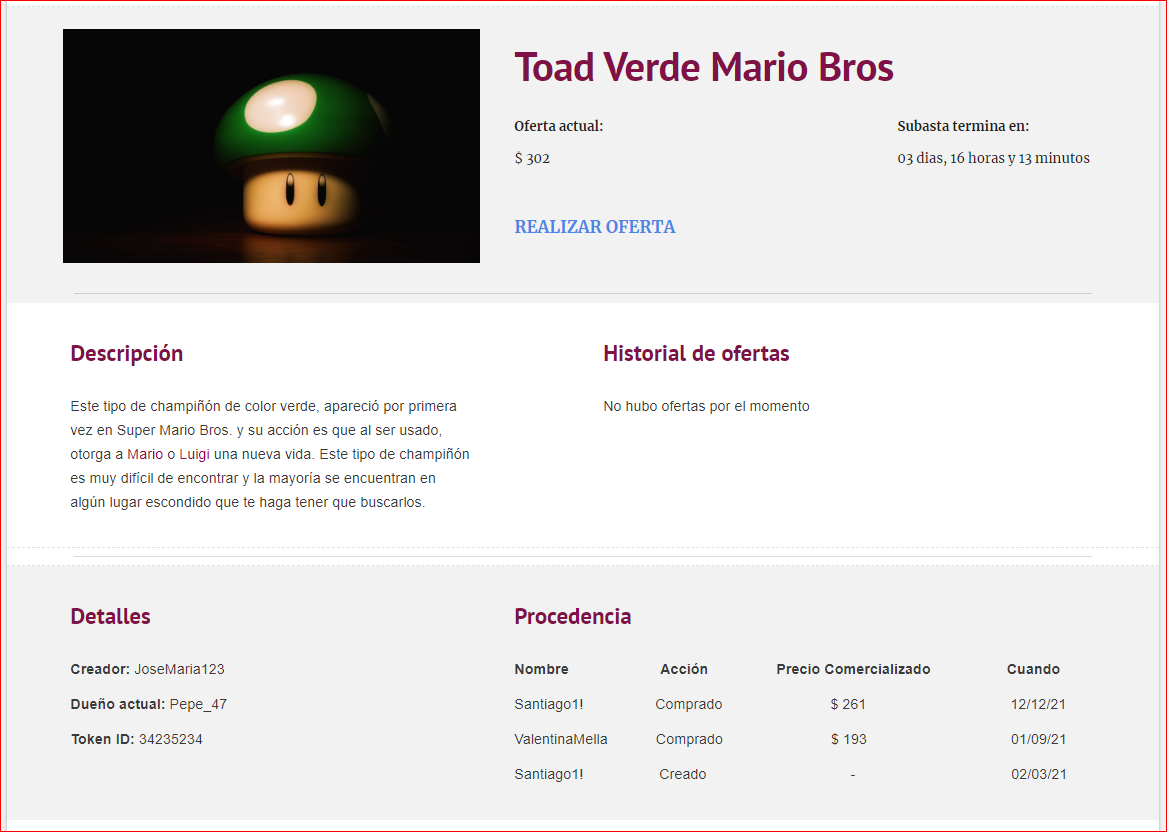 Toad Verde Mario Bros
Oferta actual: Subasta termina en:
$ 302 03 dias, 16 horas y 13 minutos
REALIZAR OFERTA
Descripción
Este tipo de champiñón de color verde, apareció por primera
vez en Super Mario Bros. y su acción es que al ser usado,
otorga a Mario o Luigi una nueva vida. Este tipo de champiñón
es muy difícil de encontrar y la mayoría se encuentran en
algún lugar escondido que te haga tener que buscarlos.
Historial de ofertas
No hubo ofertas por el momento
Detalles
Creador: JoseMaria123
Dueño actual: Pepe_47
Token ID: 34235234
Procedencia
Nombre Acción Precio Comercializado Cuando
Santiago1! Comprado $ 261 12/12/21
ValentinaMella Comprado $ 193 01/09/21
Santiago1! Creado - 02/03/21